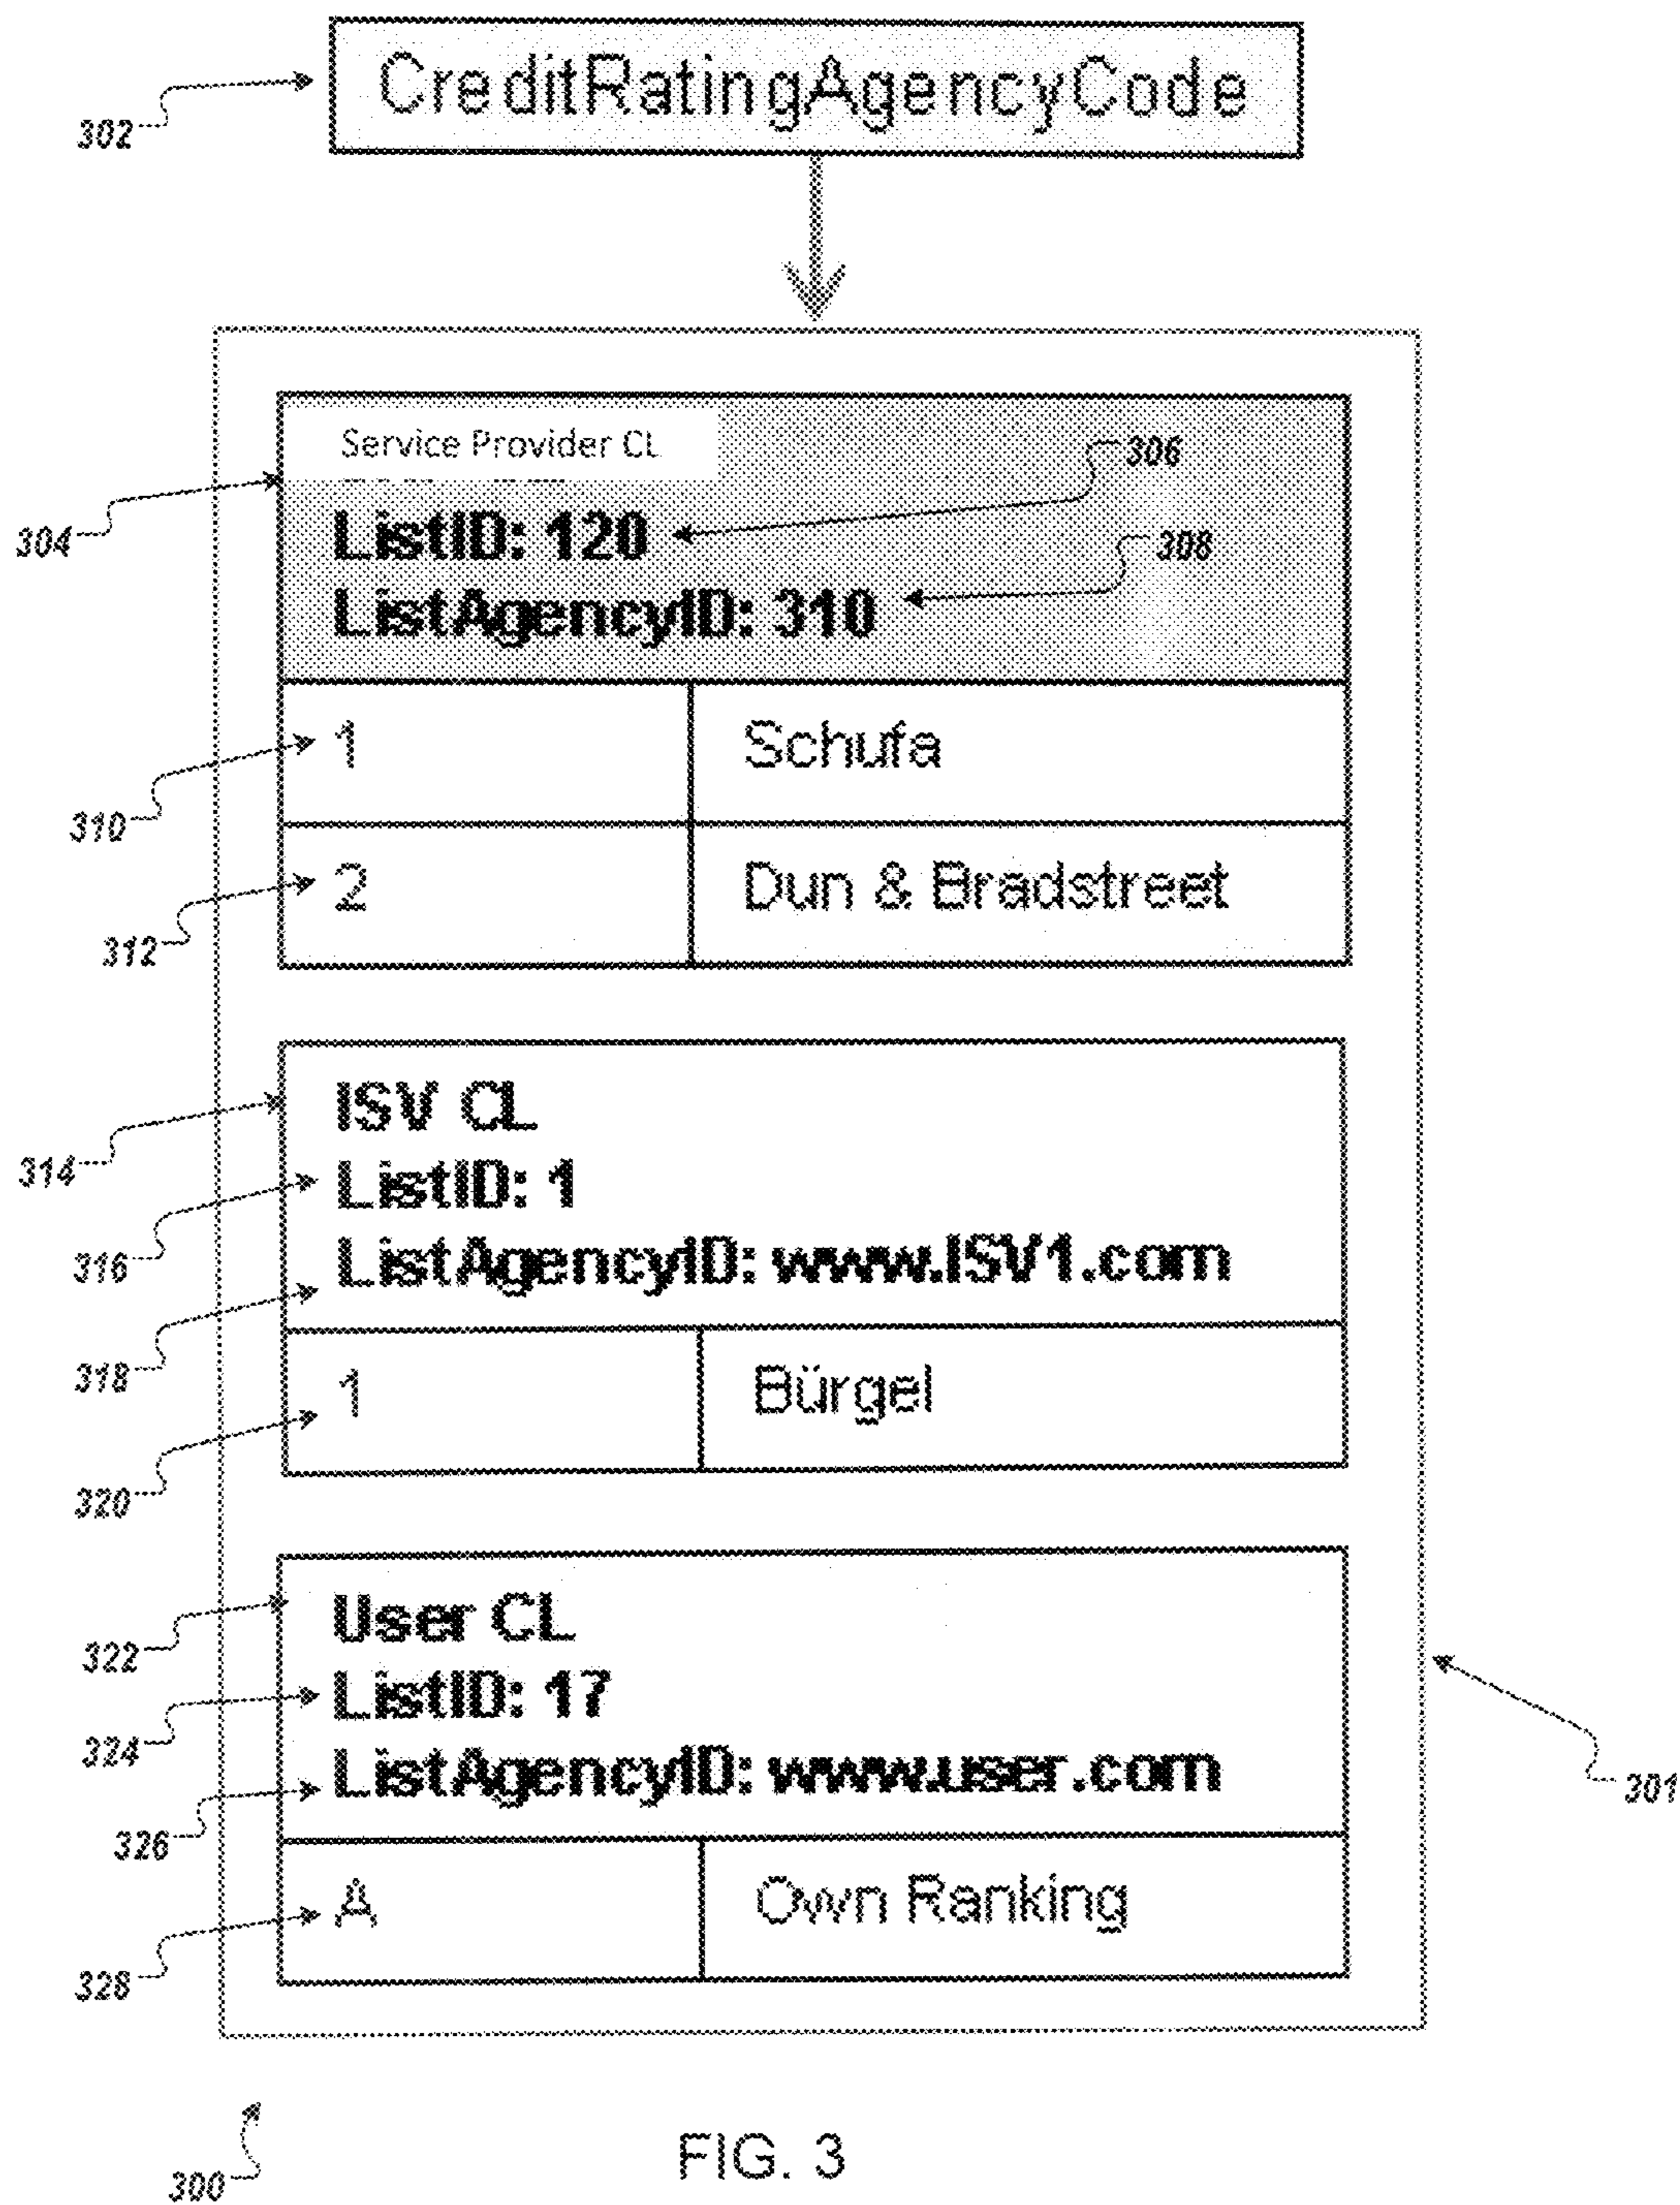 CreditRatingAgencyCode
302
Service Provider CL
306
304
ListID: 120
308
ListAgencyID: 310
1 Schufa
310
2 Dun & Bradstreet
312
ISV CL
314
ListID: 1
316
ListAgencyID: www.ISV1.com
318
1 Bürgel
320
User CL
322
ListID: 17
324
ListAgencyID: www.user.com
301
326
A Own Ranking
328
300
FIG. 3